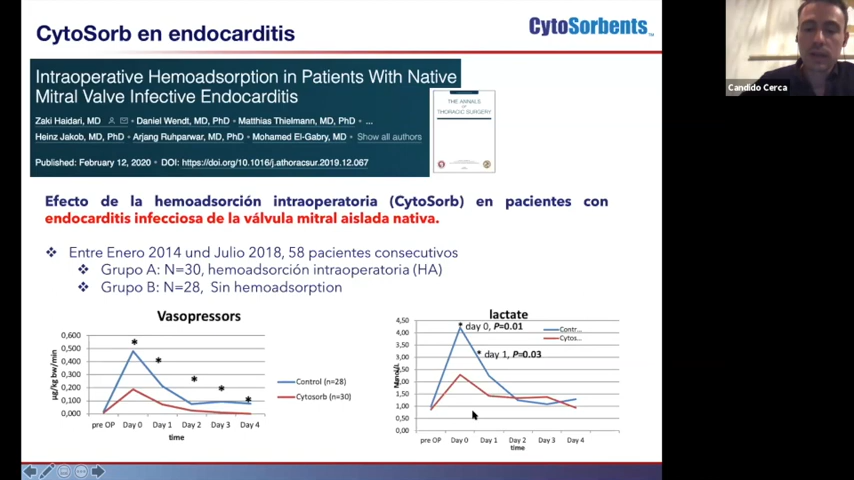 CytoSorb en endocarditis
CytoSorbents™
Candido Cerca
Intraoperative Hemoadsorption in Patients With Native
Mitral Valve Infective Endocarditis
Zaki Haidari, MD • Daniel Wendt, MD, PhD • Matthias Thielmann, MD, PhD • ...
Heinz Jakob, MD, PhD • Arjang Ruhparwar, MD, PhD • Mohamed El-Gabry, MD • Show all authors
Published: February 12, 2020 • DOI: https://doi.org/10.1016/j.athoracsur.2019.12.067
THE ANNALS
OF
THORACIC SURGERY
Efecto de la hemoadsorción intraoperatoria (CytoSorb) en pacientes con
endocarditis infecciosa de la válvula mitral aislada nativa.
❖ Entre Enero 2014 und Julio 2018, 58 pacientes consecutivos
❖ Grupo A: N=30, hemoadsorción intraoperatoria (HA)
❖ Grupo B: N=28, Sin hemoadsorption
Vasopressors
µg/kg bw/min
0,600
0,500
0,400
0,300
0,200
0,100
0,000
* * * * *
pre OP Day 0 Day 1 Day 2 Day 3 Day 4
time
Control (n=28)
Cytosorb (n=30)
lactate
4,50
4,00
3,50
3,00
2,50
2,00
1,50
1,00
0,50
0,00
* day 0, P=0.01
* day 1, P=0.03
Contr...
Cytos...
pre OP Day 0 Day 1 Day 2 Day 3 Day 4
time